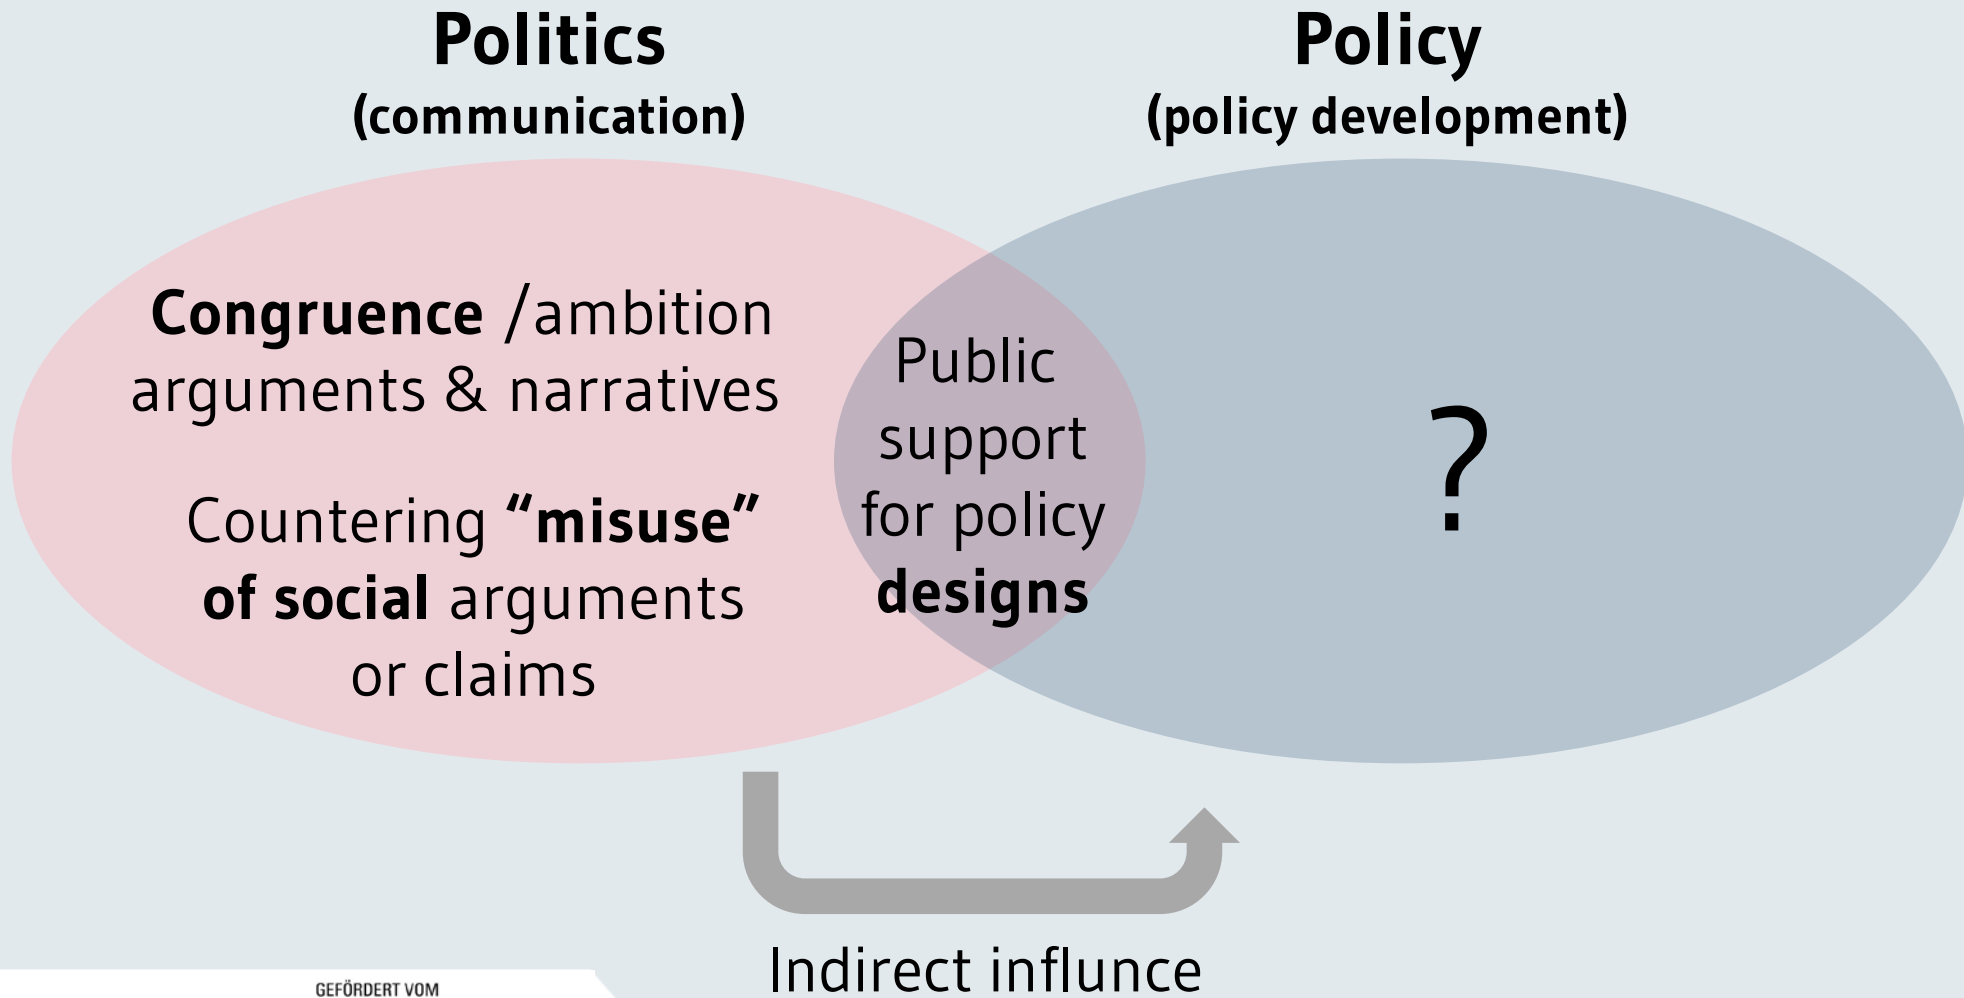 Politics
(communication)
Policy
(policy development)
Congruence /ambition
arguments & narratives
Countering “misuse”
of social arguments
or claims
Public
support
for policy
designs
?
Indirect influnce
GEFÖRDERT VOM